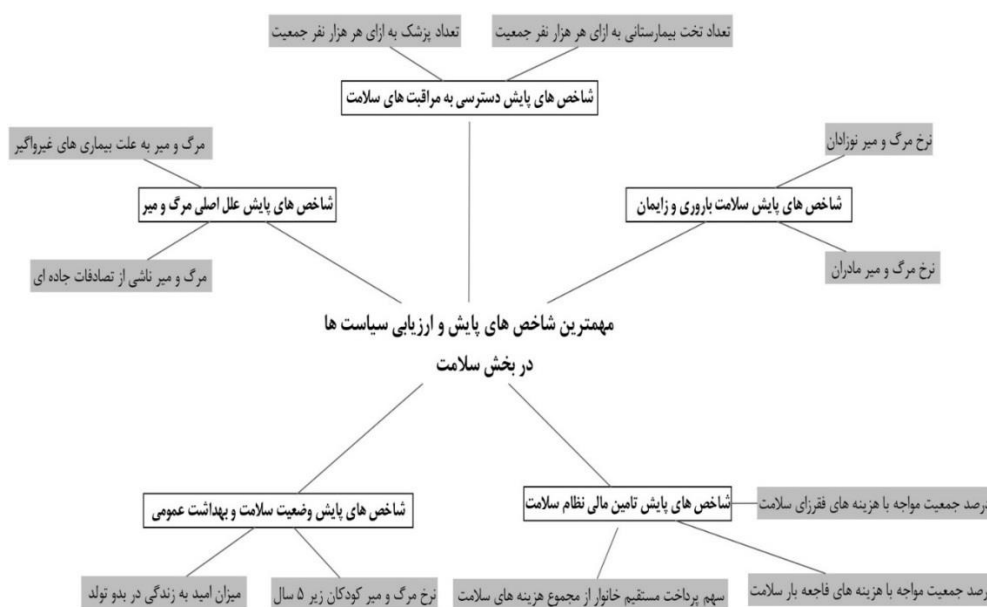 تعداد تخت بیمارستانی به ازای هر هزار نفر جمعیت
تعداد پزشک به ازای هر هزار نفر جمعیت
شاخص های پایش دسترسی به مراقبت های سلامت
نرخ مرگ و میر نوزادان
شاخص های پایش سلامت باروری و زایمان
نرخ مرگ و میر مادران
مرگ و میر به علت بیماری های غیرواگیر
شاخص های پایش علل اصلی مرگ و میر
مرگ و میر ناشی از تصادفات جاده ای
مهمترین شاخص های پایش و ارزیابی سیاست ها
در بخش سلامت
شاخص های پایش تامین مالی نظام سلامت
درصد جمعیت مواجه با هزینه های فقرزای سلامت
درصد جمعیت مواجه با هزینه های فاجعه بار سلامت
سهم پرداخت مستقیم خانوار از مجموع هزینه های سلامت
شاخص های پایش وضعیت سلامت و بهداشت عمومی
نرخ مرگ و میر کودکان زیر ۵ سال
میزان امید به زندگی در بدو تولد